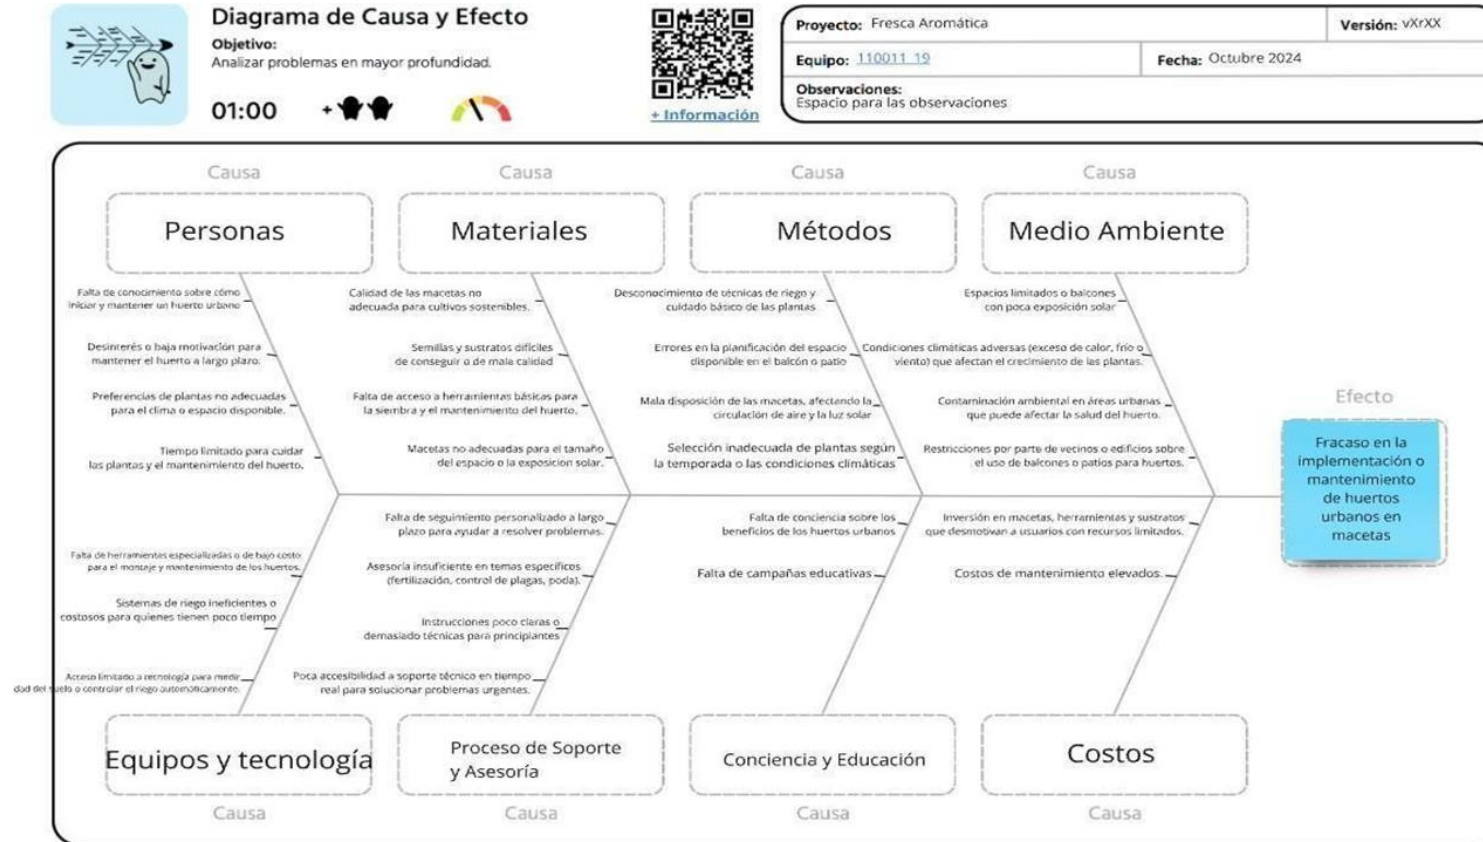 Diagrama de Causa y Efecto
Objetivo:
Analizar problemas en mayor profundidad.
01:00
+
+ Información
Proyecto: Fresca Aromática
Versión: vXrXX
Equipo: 110011_19
Fecha: Octubre 2024
Observaciones:
Espacio para las observaciones
Causa
Causa
Causa
Causa
Personas
Materiales
Métodos
Medio Ambiente
Falta de conocimiento sobre cómo
iniciar y mantener un huerto urbano
Desinterés o baja motivación para
mantener el huerto a largo plazo.
Preferencias de plantas no adecuadas
para el clima o espacio disponible.
Tiempo limitado para cuidar
las plantas y el mantenimiento del huerto.
Calidad de las macetas no
adecuada para cultivos sostenibles.
Semillas y sustratos difíciles
de conseguir o de mala calidad
Falta de acceso a herramientas básicas para
la siembra y el mantenimiento del huerto.
Macetas no adecuadas para el tamaño
del espacio o la exposicion solar.
Desconocimiento de técnicas de riego y
cuidado básico de las plantas
Errores en la planificación del espacio
disponible en el balcón o patio
Mala disposición de las macetas, afectando la
circulación de aire y la luz solar
Selección inadecuada de plantas según
la temporada o las condiciones climáticas
Espacios limitados o balcones
con poca exposición solar
Condiciones climáticas adversas (exceso de calor, frío o
viento) que afectan el crecimiento de las plantas.
Contaminación ambiental en áreas urbanas
que puede afectar la salud del huerto.
Restricciones por parte de vecinos o edificios sobre
el uso de balcones o patios para huertos.
Efecto
Fracaso en la
implementación o
mantenimiento
de huertos
urbanos en
macetas
Falta de herramientas especializadas o de bajo costo
para el montaje y mantenimiento de los huertos.
Sistemas de riego ineficientes o
costosos para quienes tienen poco tiempo
Acceso limitado a tecnología para medir
dad del suelo o controlar el riego automáticamente.
Falta de seguimiento personalizado a largo
plazo para ayudar a resolver problemas.
Asesoría insuficiente en temas específicos
(fertilización, control de plagas, poda).
Instrucciones poco claras o
demasiado técnicas para principiantes
Poca accesibilidad a soporte técnico en tiempo
real para solucionar problemas urgentes.
Falta de conciencia sobre los
beneficios de los huertos urbanos
Falta de campañas educativas
Inversión en macetas, herramientas y sustratos
que desmotivan a usuarios con recursos limitados.
Costos de mantenimiento elevados.
Equipos y tecnología
Proceso de Soporte
y Asesoría
Conciencia y Educación
Costos
Causa
Causa
Causa
Causa